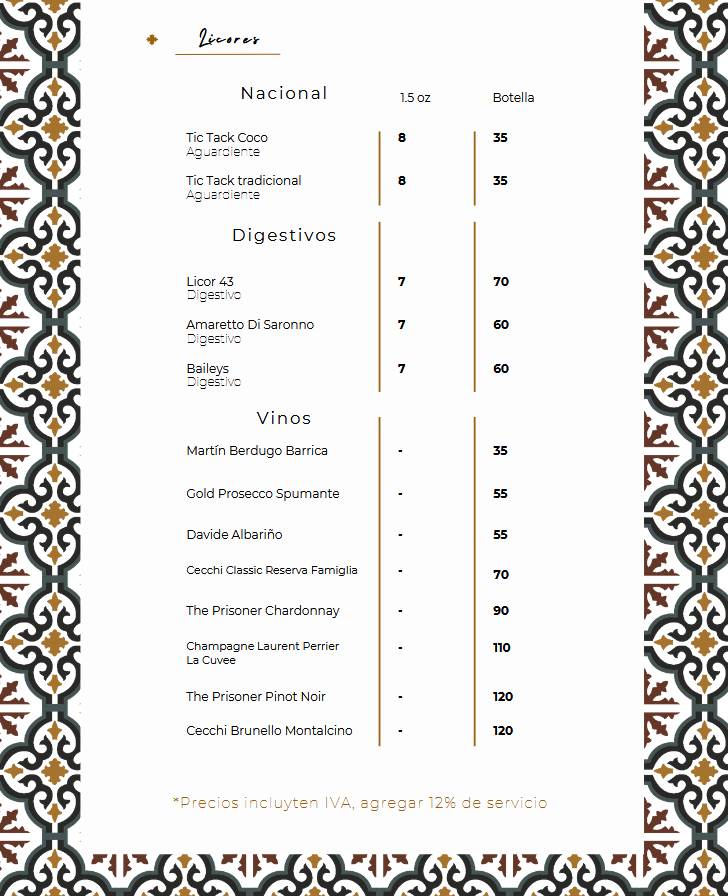 Licores
Nacional 1.5 oz Botella
Tic Tack Coco 8 35
Aguardiente
Tic Tack tradicional 8 35
Aguardiente
Digestivos
Licor 43 7 70
Digestivo
Amaretto Di Saronno 7 60
Digestivo
Baileys 7 60
Digestivo
Vinos
Martín Berdugo Barrica - 35
Gold Prosecco Spumante - 55
Davide Albariño - 55
Cecchi Classic Reserva Famiglia - 70
The Prisoner Chardonnay - 90
Champagne Laurent Perrier - 110
La Cuvee
The Prisoner Pinot Noir - 120
Cecchi Brunello Montalcino - 120
*Precios incluyten IVA, agregar 12% de servicio